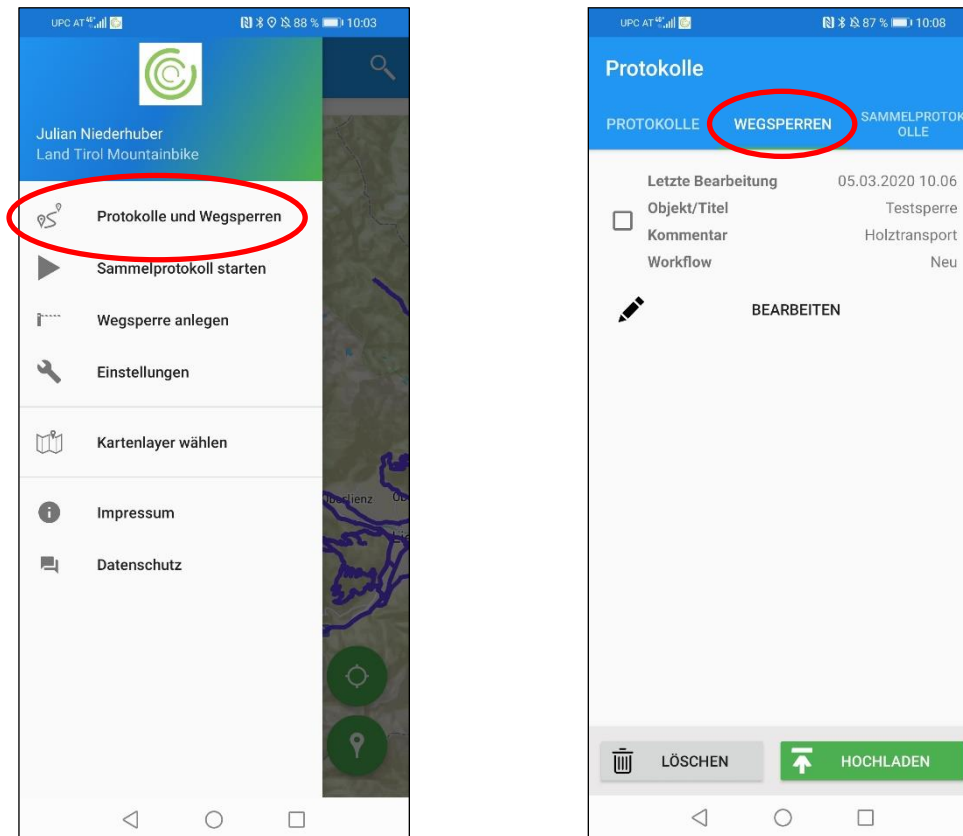 UPC AT 88 % 10:03
Julian Niederhuber
Land Tirol Mountainbike
Protokolle und Wegsperren
Sammelprotokoll starten
Wegsperre anlegen
Einstellungen
Kartenlayer wählen
Impressum
Datenschutz
UPC AT 87 % 10:08
Protokolle
PROTOKOLLE WEGSPERREN SAMMELPROTOK
OLLE
Letzte Bearbeitung 05.03.2020 10.06
Objekt/Titel Testsperre
Kommentar Holztransport
Workflow Neu
BEARBEITEN
LÖSCHEN HOCHLADEN